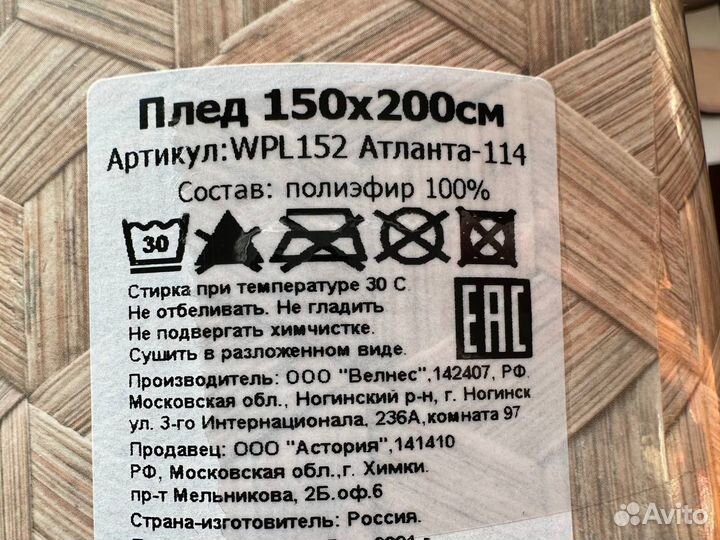 Плед 150х200см
Артикул:WPL152 Атланта-114
Состав: полиэфир 100%
30
Стирка при температуре 30 С
Не отбеливать. Не гладить
Не подвергать химчистке.
Сушить в разложенном виде.
ЕАС
Производитель: ООО "Велнес",142407, РФ.
Московская обл., Ногинский р-н, г. Ногинск
ул. 3-го Интернационала, 236А,комната 97
Продавец: ООО "Астория",141410
РФ, Московская обл.,г. Химки.
пр-т Мельникова, 2Б.оф.6
Страна-изготовитель: Россия.
Avito